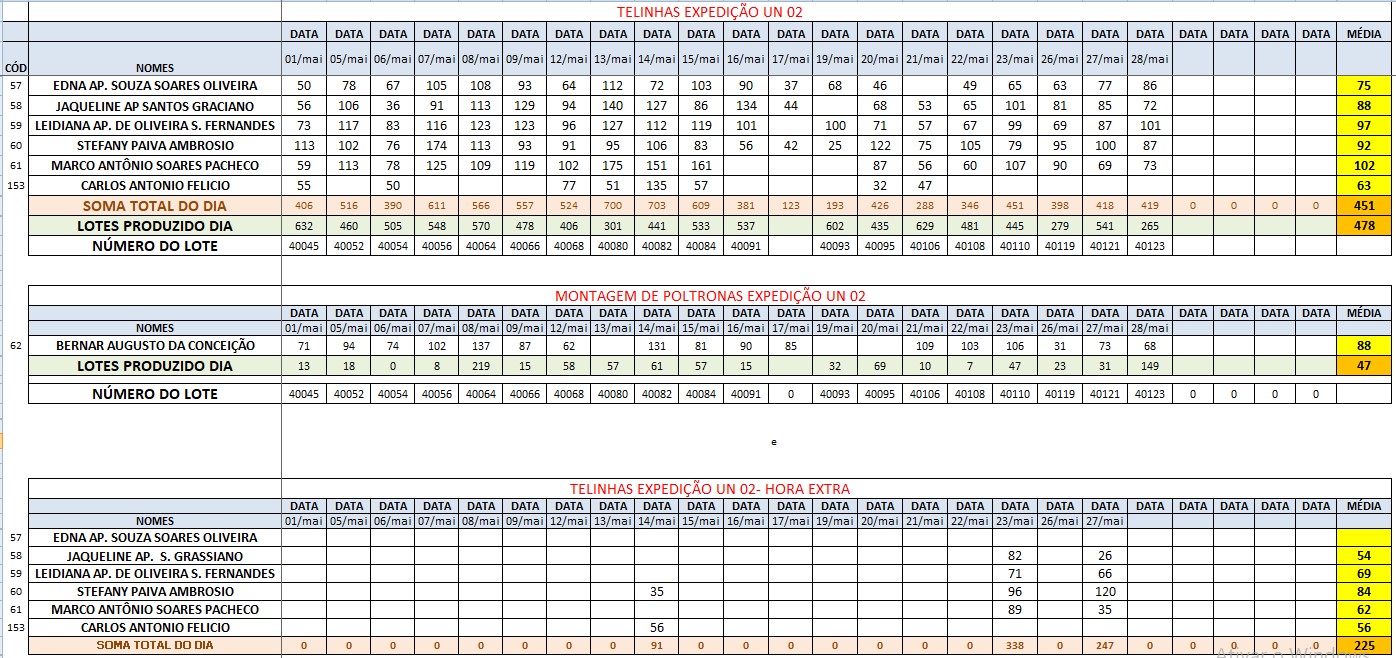 TELINHAS EXPEDIÇÃO UN 02
DATA DATA DATA DATA DATA DATA DATA DATA DATA DATA DATA DATA DATA DATA DATA DATA DATA DATA DATA DATA DATA DATA DATA DATA MÉDIA
CÓD NOMES 01/mai 05/mai 06/mai 07/mai 08/mai 09/mai 12/mai 13/mai 14/mai 15/mai 16/mai 17/mai 19/mai 20/mai 21/mai 22/mai 23/mai 26/mai 27/mai 28/mai
57 EDNA AP. SOUZA SOARES OLIVEIRA 50 78 67 105 108 93 64 112 72 103 90 37 68 46 49 65 63 77 86 75
58 JAQUELINE AP SANTOS GRACIANO 56 106 36 91 113 129 94 140 127 86 134 44 68 53 65 101 81 85 72 88
59 LEIDIANA AP. DE OLIVEIRA S. FERNANDES 73 117 83 116 123 123 96 127 112 119 101 100 71 57 67 99 69 87 101 97
60 STEFANY PAIVA AMBROSIO 113 102 76 174 113 93 91 95 106 83 56 42 25 122 75 105 79 95 100 87 92
61 MARCO ANTÔNIO SOARES PACHECO 59 113 78 125 109 119 102 175 151 161 87 56 60 107 90 69 73 102
153 CARLOS ANTONIO FELICIO 55 50 77 51 135 57 32 47 63
SOMA TOTAL DO DIA 406 516 390 611 566 557 524 700 703 609 381 123 193 426 288 346 451 398 418 419 0 0 0 0 451
LOTES PRODUZIDO DIA 632 460 505 548 570 478 406 301 441 533 537 602 435 629 481 445 279 541 265 478
NÚMERO DO LOTE 40045 40052 40054 40056 40064 40066 40068 40080 40082 40084 40091 40093 40095 40106 40108 40110 40119 40121 40123
MONTAGEM DE POLTRONAS EXPEDIÇÃO UN 02
DATA DATA DATA DATA DATA DATA DATA DATA DATA DATA DATA DATA DATA DATA DATA DATA DATA DATA DATA DATA DATA DATA DATA DATA MÉDIA
NOMES 01/mai 05/mai 06/mai 07/mai 08/mai 09/mai 12/mai 13/mai 14/mai 15/mai 16/mai 17/mai 19/mai 20/mai 21/mai 22/mai 23/mai 26/mai 27/mai 28/mai
62 BERNAR AUGUSTO DA CONCEIÇÃO 71 94 74 102 137 87 62 131 81 90 85 109 103 106 31 73 68 88
LOTES PRODUZIDO DIA 13 18 0 8 219 15 58 57 61 57 15 32 69 10 7 47 23 31 149 47
NÚMERO DO LOTE 40045 40052 40054 40056 40064 40066 40068 40080 40082 40084 40091 0 40093 40095 40106 40108 40110 40119 40121 40123 0 0 0 0
e
TELINHAS EXPEDIÇÃO UN 02- HORA EXTRA
DATA DATA DATA DATA DATA DATA DATA DATA DATA DATA DATA DATA DATA DATA DATA DATA DATA DATA DATA DATA DATA DATA DATA DATA MÉDIA
NOMES 01/mai 05/mai 06/mai 07/mai 08/mai 09/mai 12/mai 13/mai 14/mai 15/mai 16/mai 17/mai 19/mai 20/mai 21/mai 22/mai 23/mai 26/mai 27/mai
57 EDNA AP. SOUZA SOARES OLIVEIRA
58 JAQUELINE AP. S. GRASSIANO 82 26 54
59 LEIDIANA AP. DE OLIVEIRA S. FERNANDES 71 66 69
60 STEFANY PAIVA AMBROSIO 35 96 120 84
61 MARCO ANTÔNIO SOARES PACHECO 89 35 62
153 CARLOS ANTONIO FELICIO 56 56
SOMA TOTAL DO DIA 0 0 0 0 0 0 0 0 91 0 0 0 0 0 0 0 338 0 247 0 0 0 0 0 225
Ativar o Windows